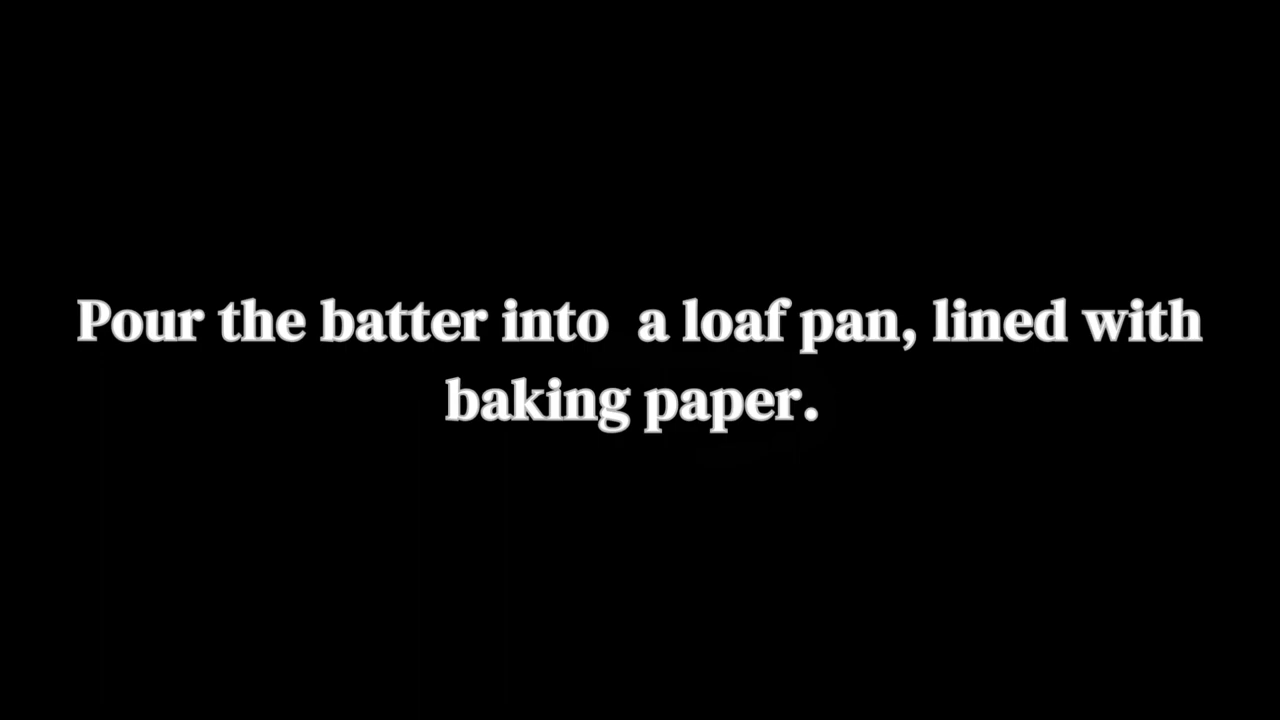 Pour the batter into  a loaf pan, lined with
baking paper.